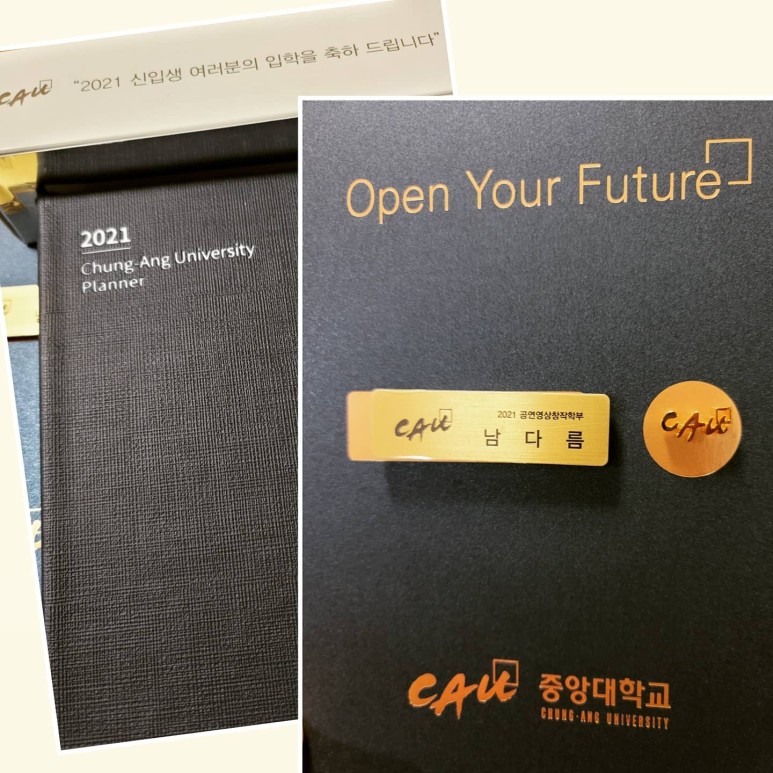 CAU "2021 신입생 여러분의 입학을 축하 드립니다"
2021
Chung-Ang University
Planner
Open Your Future
CAU
2021 공연영상창작학부
남 다 름
CAU
CAU 중앙대학교
CHUNG-ANG UNIVERSITY